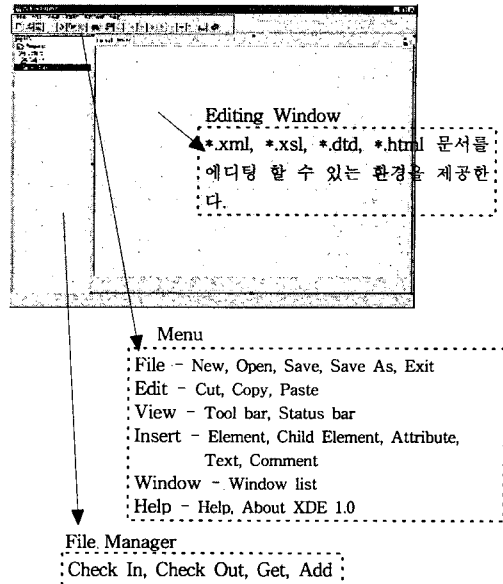 Editing Window
*.xml, *.xsl, *.dtd, *.html 문서를
에디팅 할 수 있는 환경을 제공한
다.
Menu
File - New, Open, Save, Save As, Exit
Edit - Cut, Copy, Paste
View - Tool bar, Status bar
Insert - Element, Child Element, Attribute,
Text, Comment
Window - Window list
Help - Help, About XDE 1.0
File Manager
Check In, Check Out, Get, Add